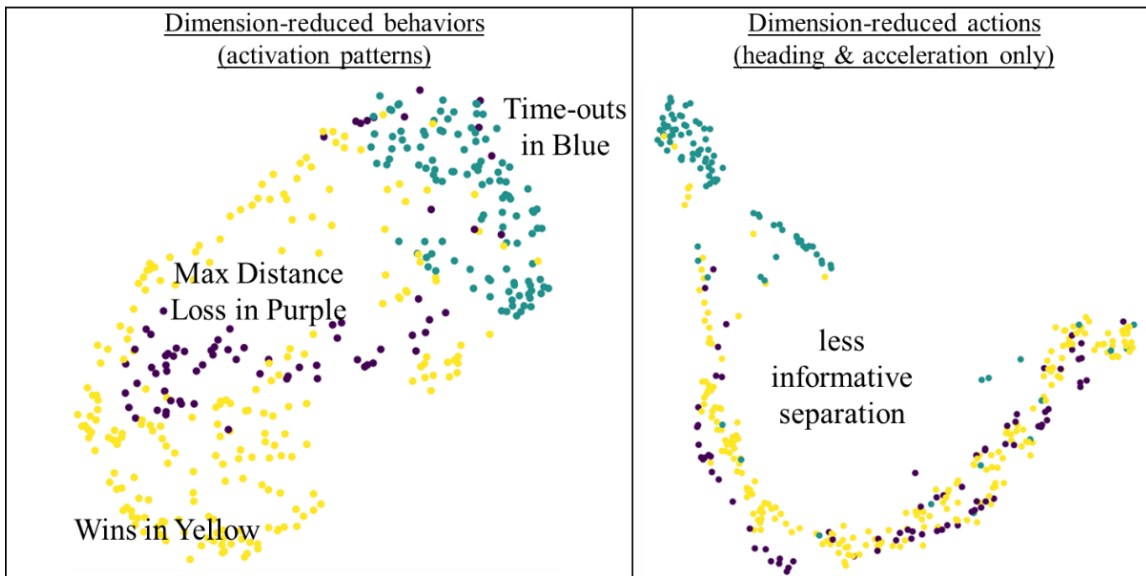 Dimension-reduced behaviors
(activation patterns)
Time-outs
in Blue
Max Distance
Loss in Purple
Wins in Yellow
Dimension-reduced actions
(heading & acceleration only)
less
informative
separation